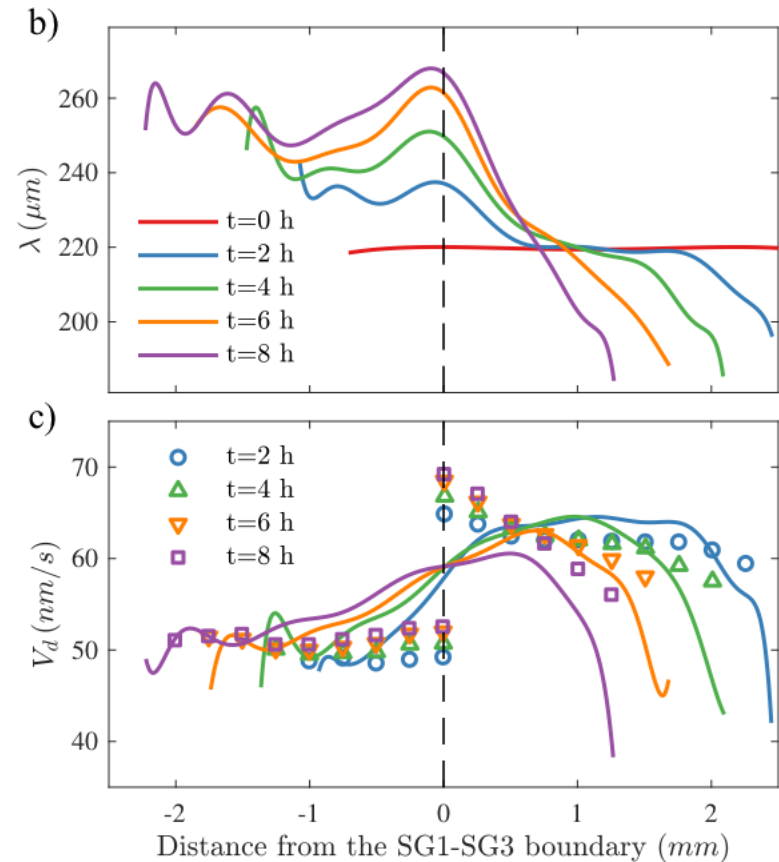 b)
260
240
220
200
λ (μm)
t=0 h
t=2 h
t=4 h
t=6 h
t=8 h
c)
70
60
50
40
V_d (nm/s)
t=2 h
t=4 h
t=6 h
t=8 h
-2 -1 0 1 2
Distance from the SG1-SG3 boundary (mm)